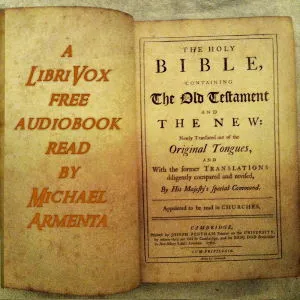 A
LibriVox
free
audiobook
read
by
Michael
Armenta
THE HOLY
BIBLE,
CONTAINING
The Old Testament
AND
THE NEW:
Newly Translated out of the
Original Tongues,
AND
With the former TRANSLATIONS
diligently compared and revised,
By His Majesty's Special Command.
Appointed to be read in CHURCHES.
CAMBRIDGE,
Printed by JOSEPH BENTHAM Printer to the UNIVERSITY,
CUM PRIVILEGIO.